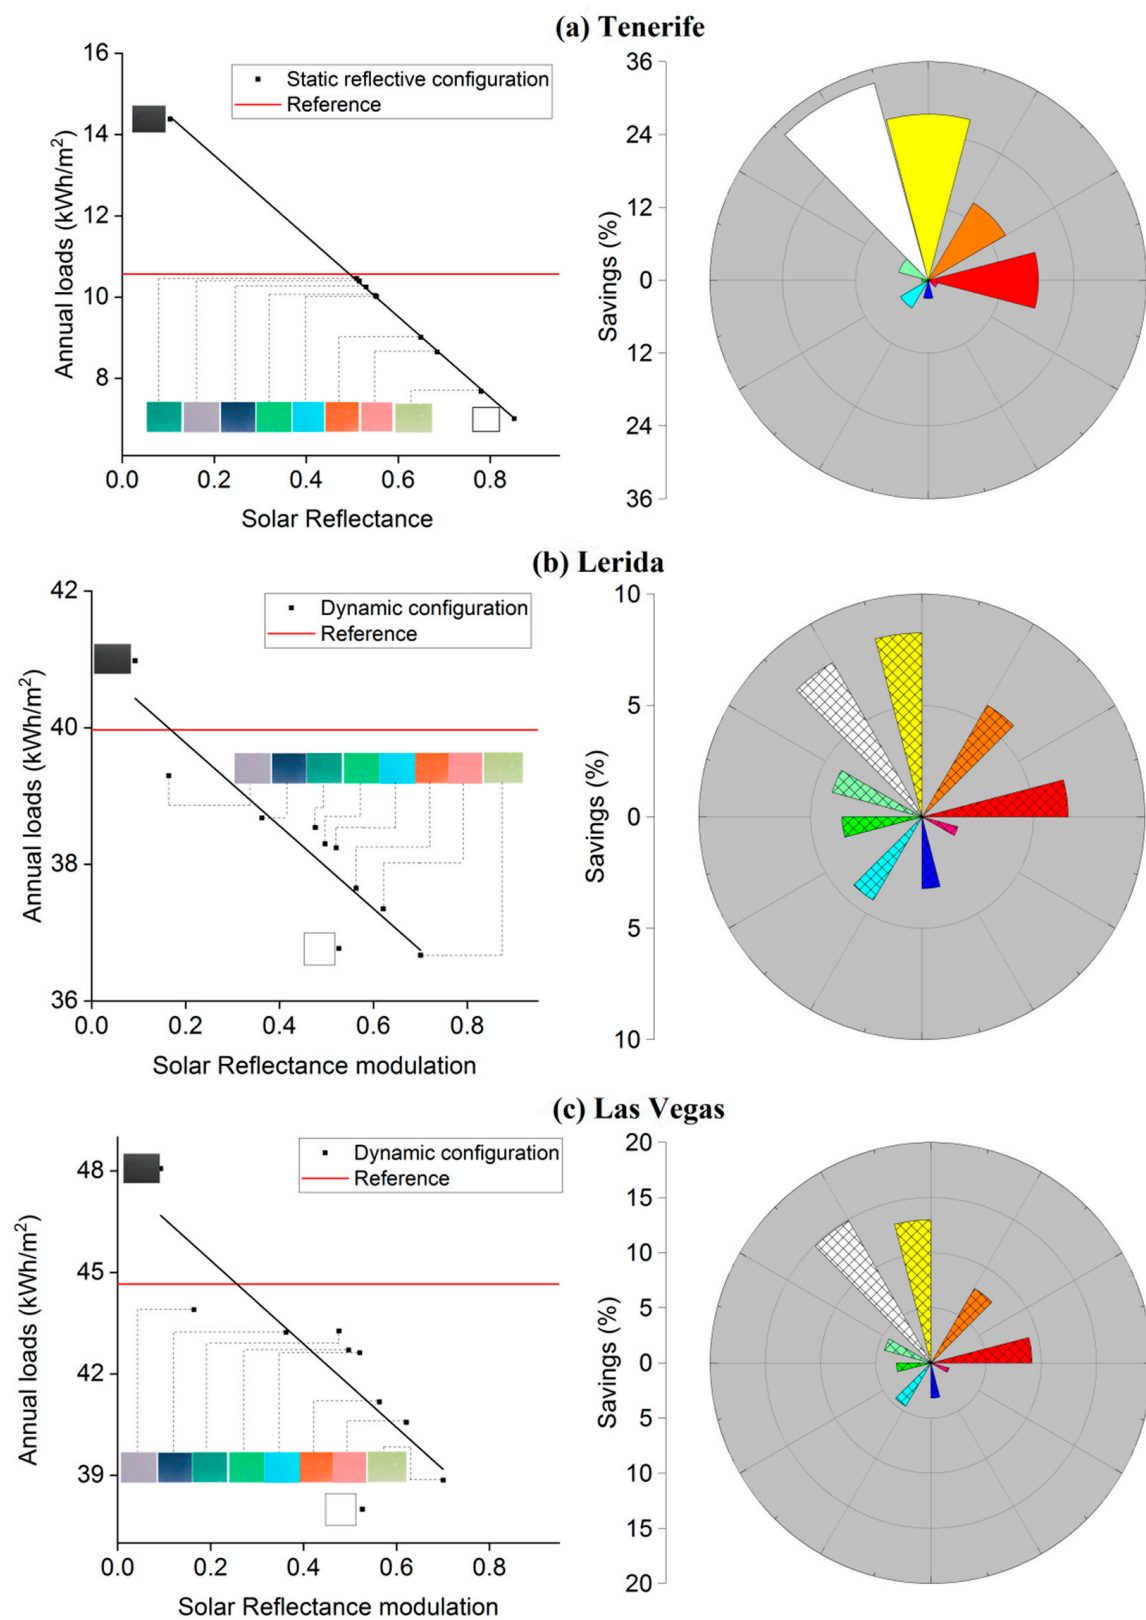 (a) Tenerife
Annual loads (kWh/m²)
16
14
12
10
8
Static reflective configuration
Reference
0.0 0.2 0.4 0.6 0.8
Solar Reflectance
Savings (%)
36
24
12
0
12
24
36
(b) Lerida
Annual loads (kWh/m²)
42
40
38
36
Dynamic configuration
Reference
0.0 0.2 0.4 0.6 0.8
Solar Reflectance modulation
Savings (%)
10
5
0
5
10
(c) Las Vegas
Annual loads (kWh/m²)
48
45
42
39
Dynamic configuration
Reference
0.0 0.2 0.4 0.6 0.8
Solar Reflectance modulation
Savings (%)
20
15
10
5
0
5
10
15
20